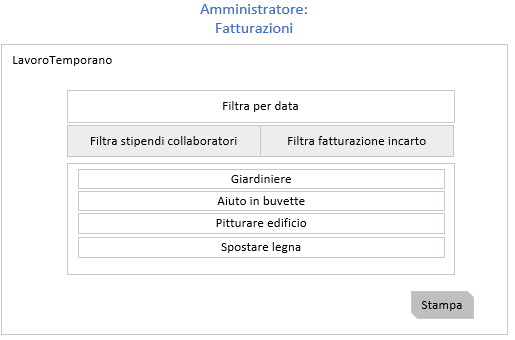 Amministratore:
Fatturazioni
LavoroTemporano
Filtra per data
Filtra stipendi collaboratori
Filtra fatturazione incarto
Giardiniere
Aiuto in buvette
Pitturare edificio
Spostare legna
Stampa